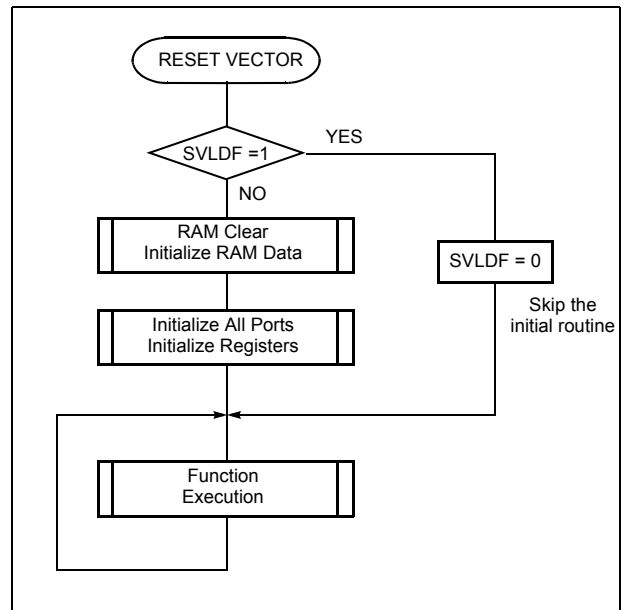 RESET VECTOR
SVLDF =1
YES
NO
RAM Clear
Initialize RAM Data
SVLDF = 0
Skip the
initial routine
Initialize All Ports
Initialize Registers
Function
Execution